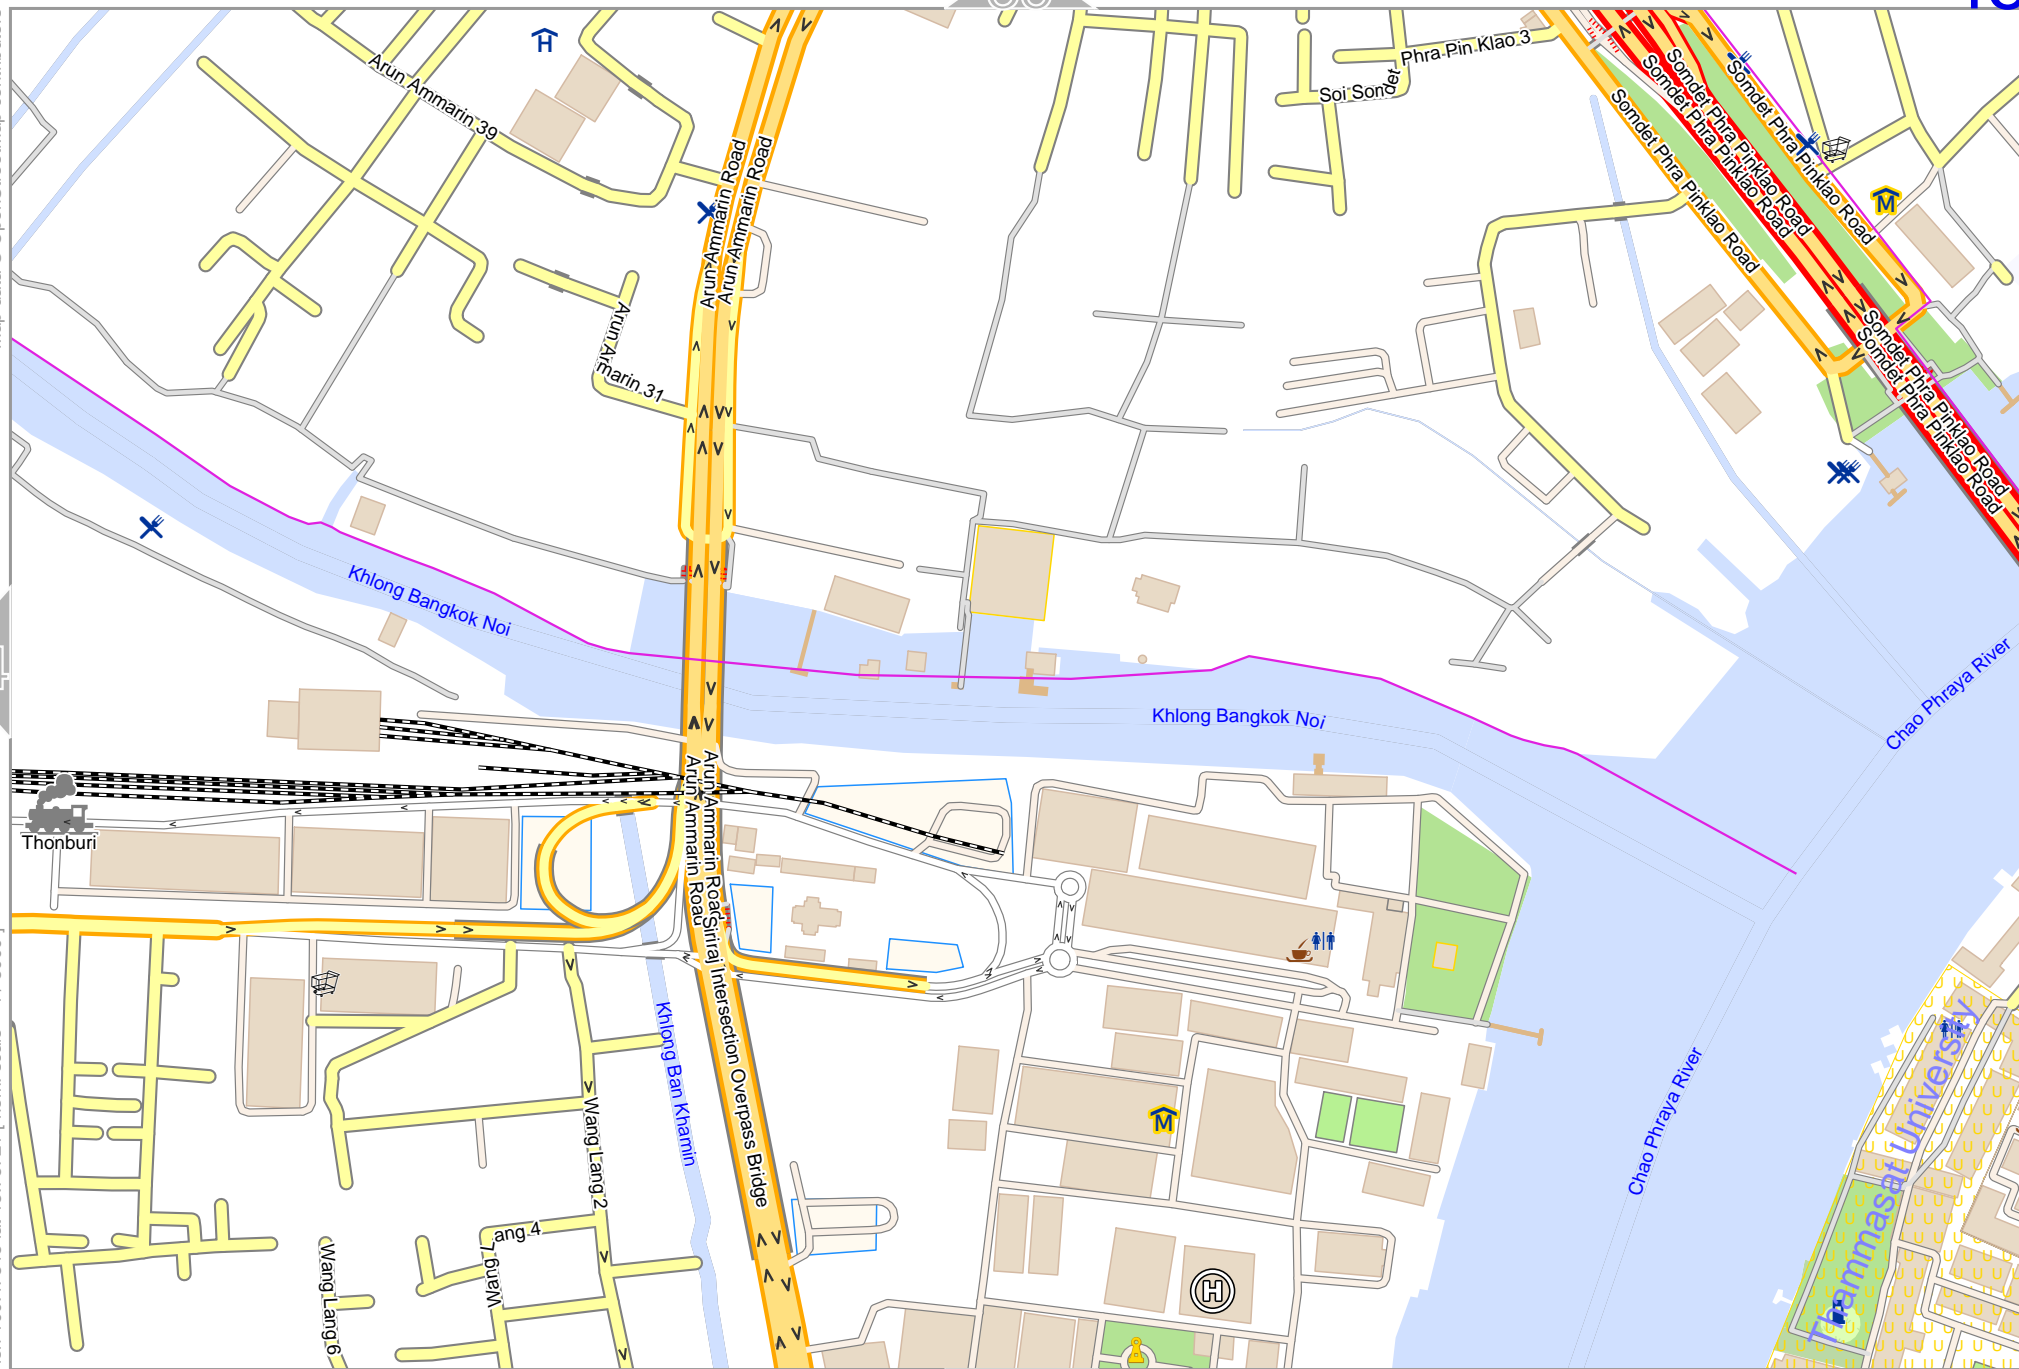 Phra Pin Klao 3
Arun Ammarin 39
Soi Somdet
Somdet Phra Pinklao Road
Somdet Phra Pinklao Road
Somdet Phra Pinklao Road
Somdet Phra Pinklao Road
Arun Ammarin Road
Arun Ammarin Road
Arun Ammarin 31
Somdet Phra Pinklao Road
Somdet Phra Pinklao Road
Khlong Bangkok Noi
Khlong Bangkok Noi
Chao Phraya River
Thonburi
Arun Ammarin Road
Arun Ammarin Road
Siriraj Intersection Overpass Bridge
Khlong Ban Khamin
Wang Lang 2
Chao Phraya River
Thammasat University
Wang Lang 4
Wang Lang 6
H
M
M
H